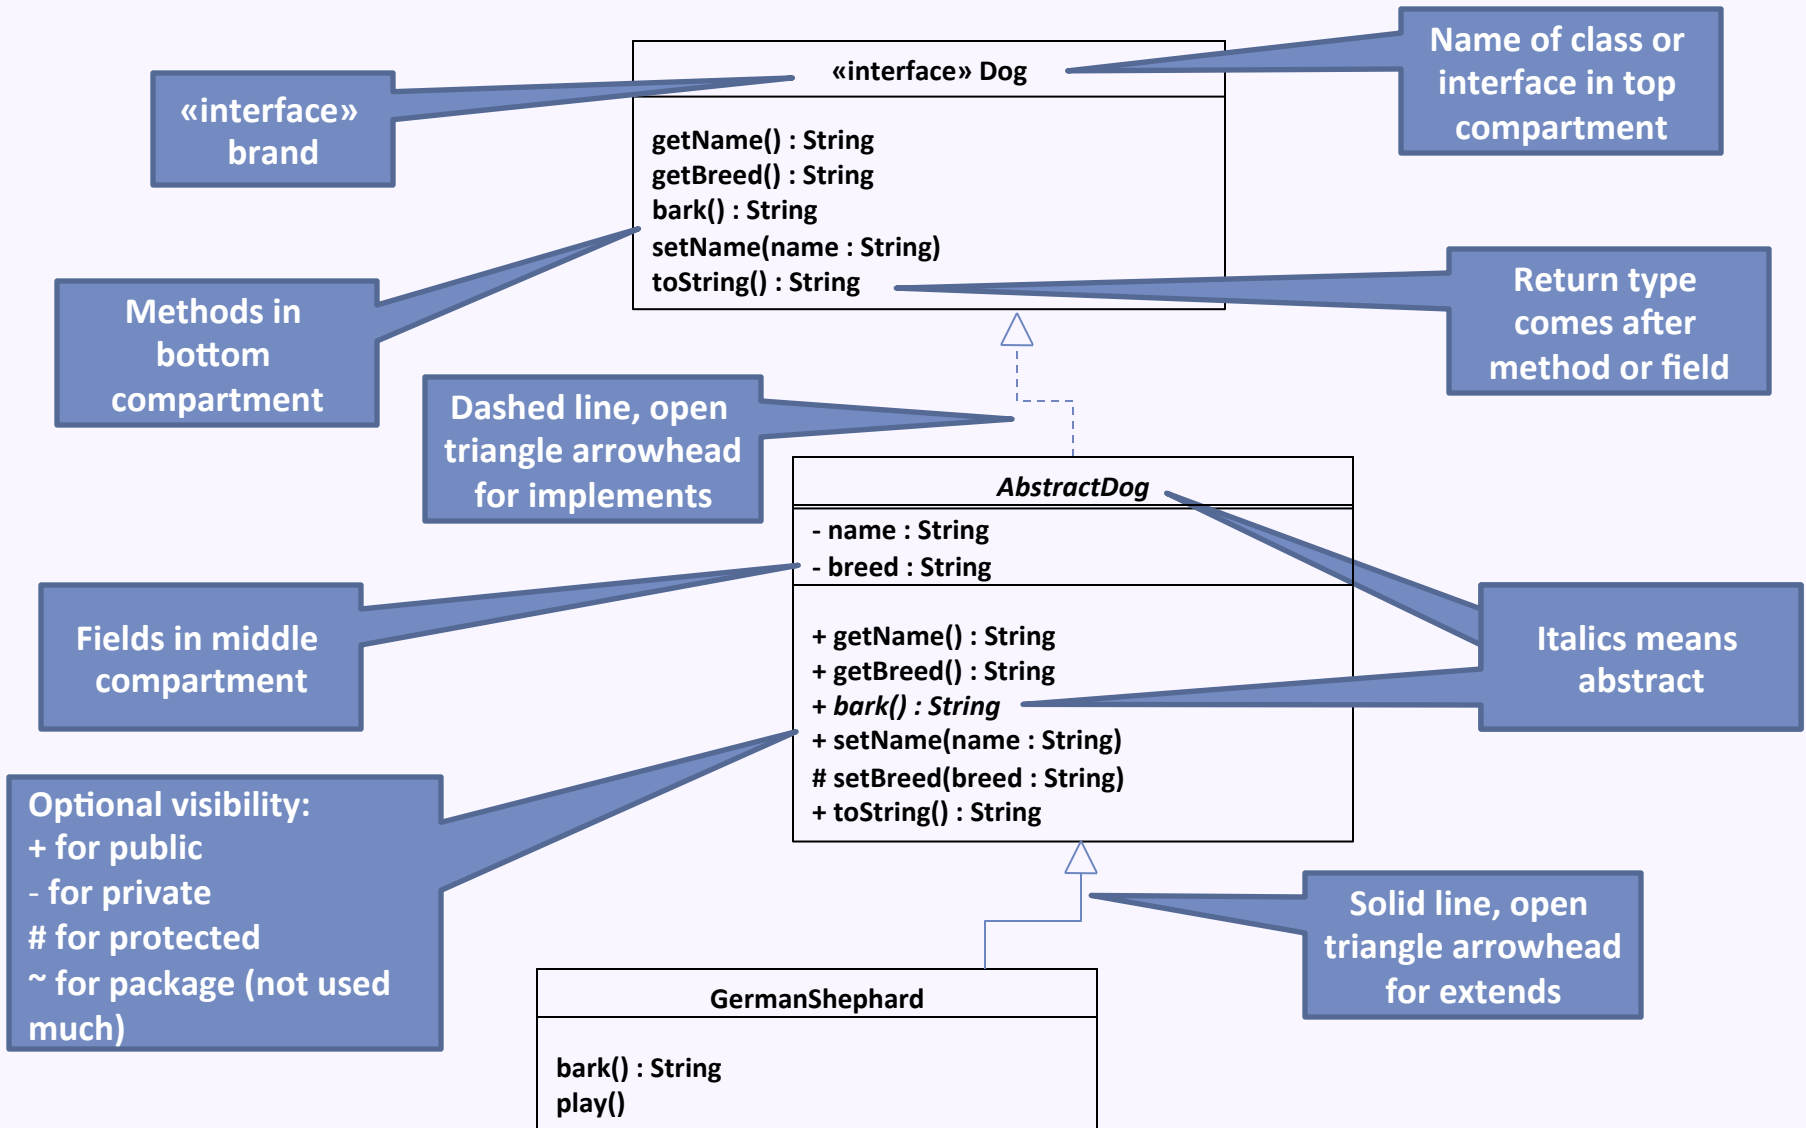 «interface» Dog
getName() : String
getBreed() : String
bark() : String
setName(name : String)
toString() : String
«interface»
brand
Name of class or
interface in top
compartment
Methods in
bottom
compartment
Return type
comes after
method or field
Dashed line, open
triangle arrowhead
for implements
AbstractDog
- name : String
- breed : String
+ getName() : String
+ getBreed() : String
+ bark() : String
+ setName(name : String)
# setBreed(breed : String)
+ toString() : String
Fields in middle
compartment
Italics means
abstract
Optional visibility:
+ for public
- for private
# for protected
~ for package (not used
much)
Solid line, open
triangle arrowhead
for extends
GermanShephard
bark() : String
play()